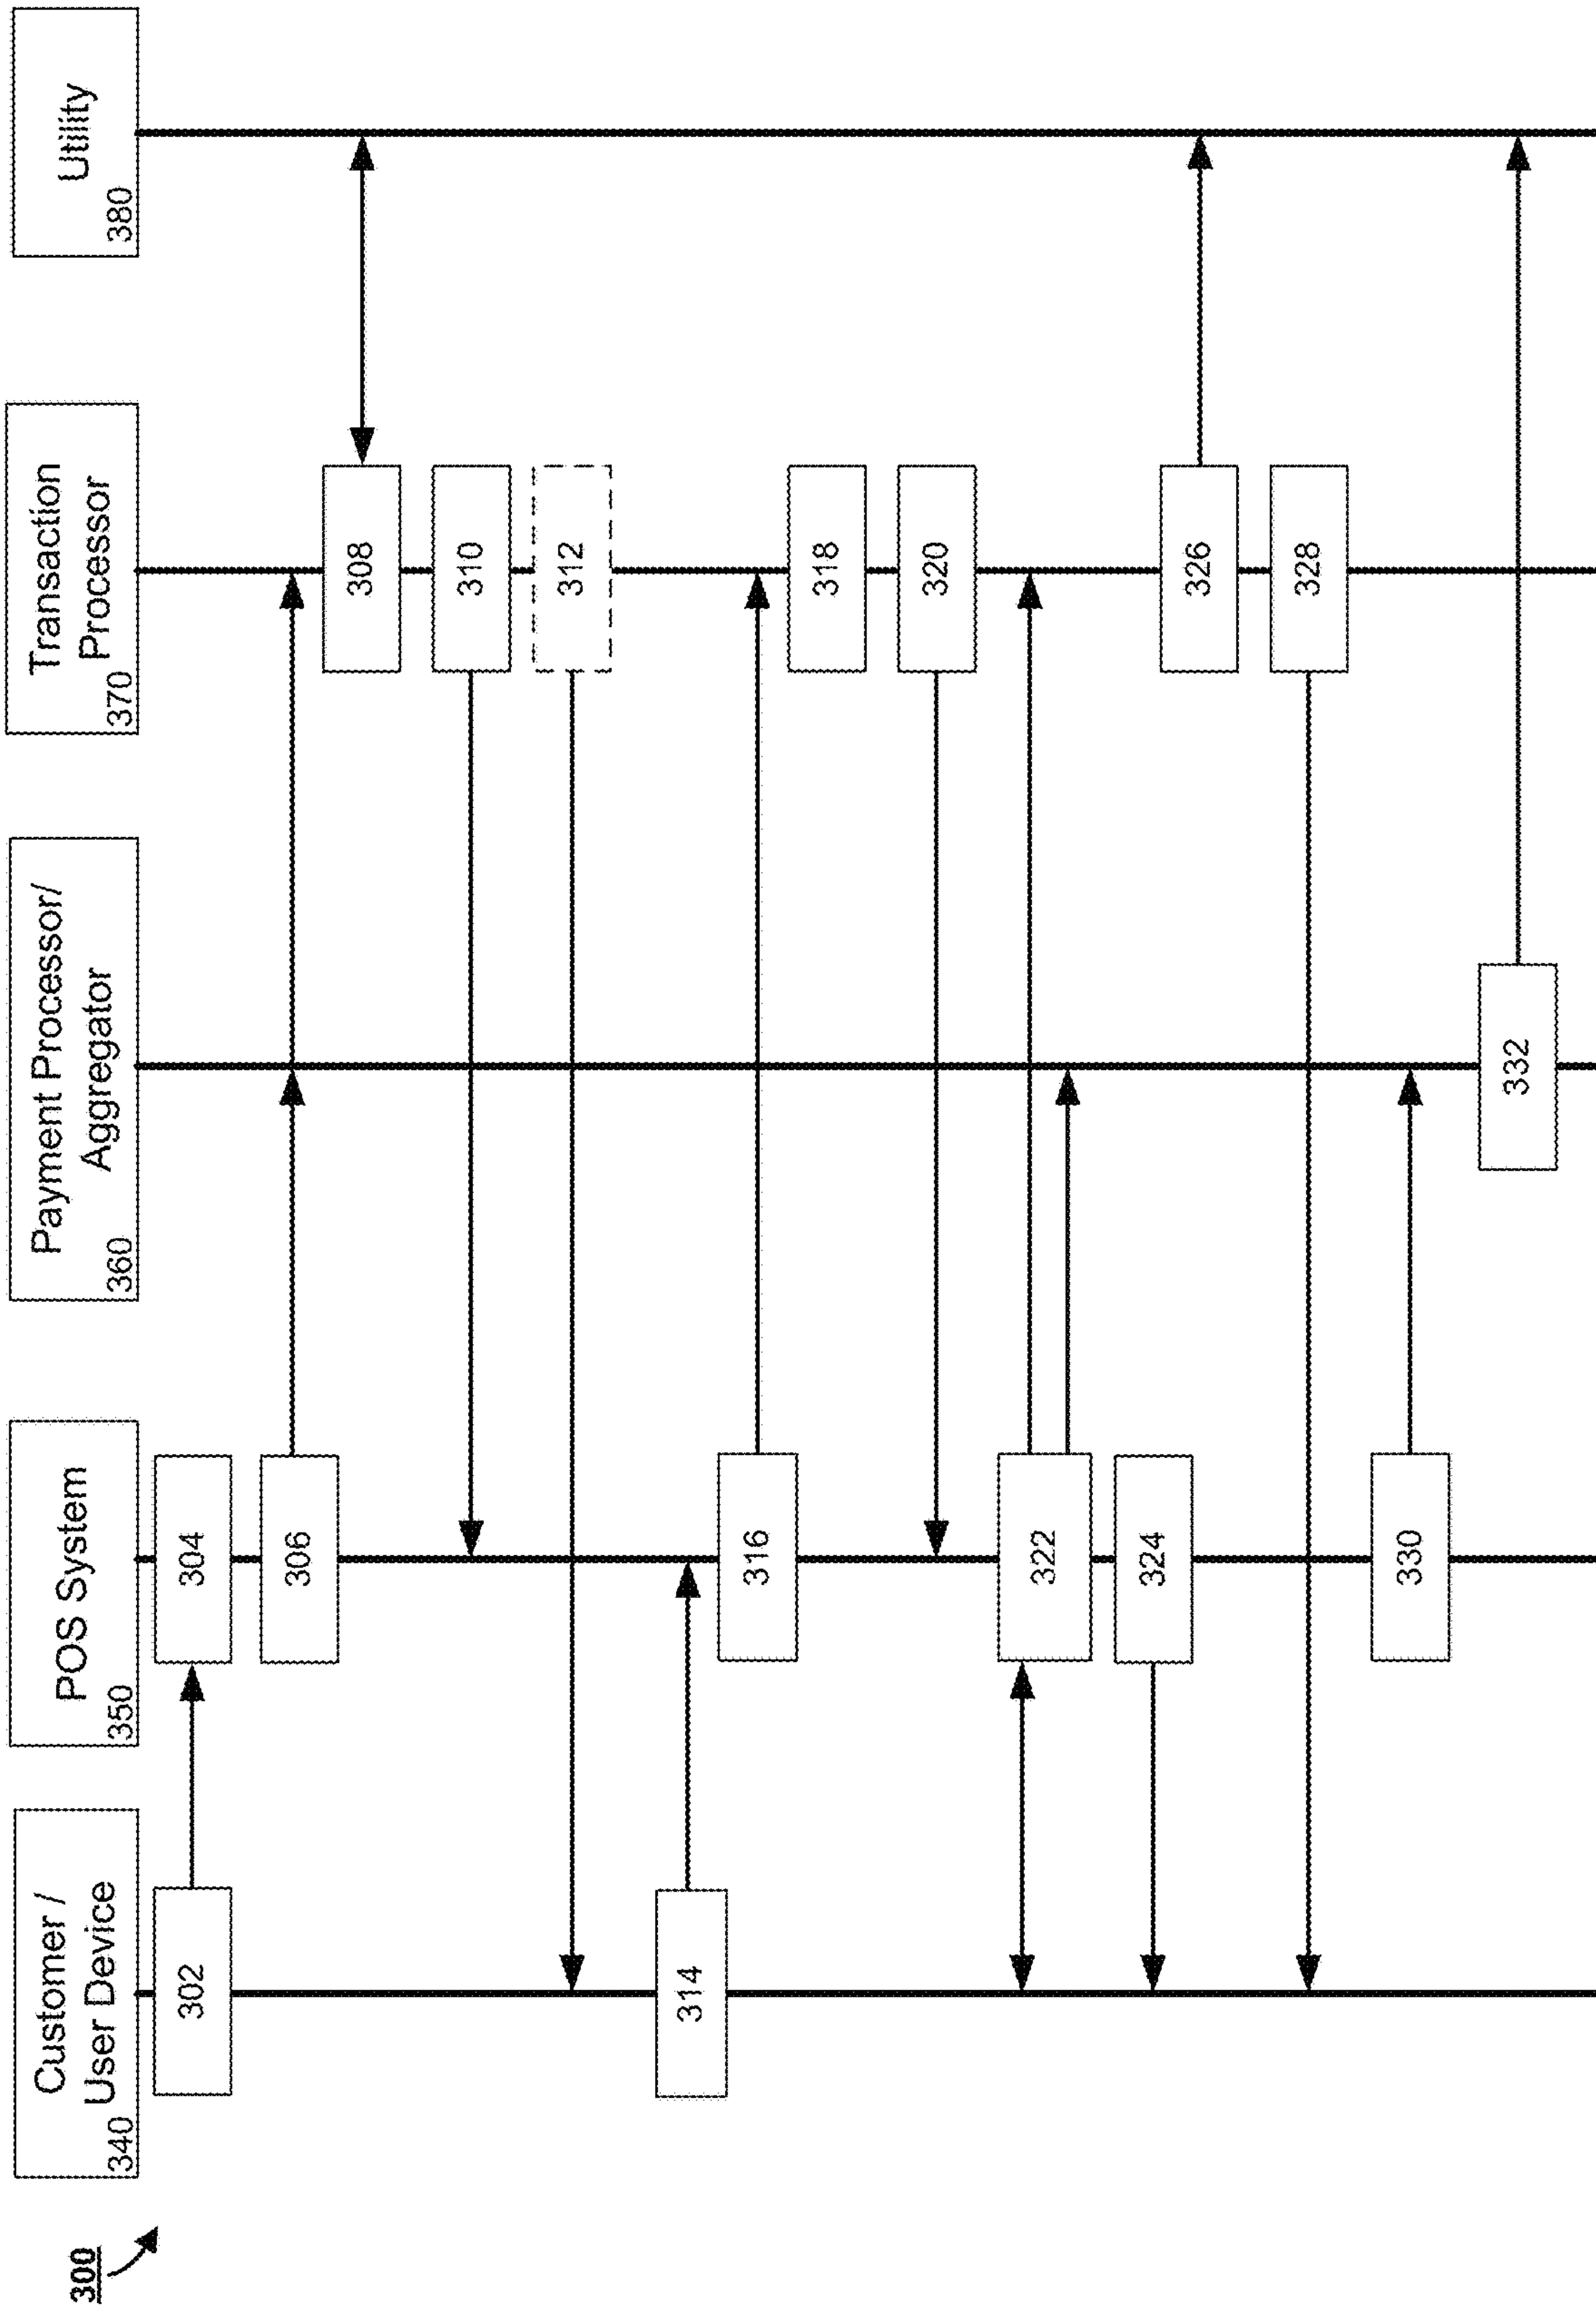 300
Customer /
User Device
340
POS System
350
Payment Processor/
Aggregator
360
Transaction
Processor
370
Utility
380
302
304
306
308
310
312
314
316
318
320
322
324
326
328
330
332